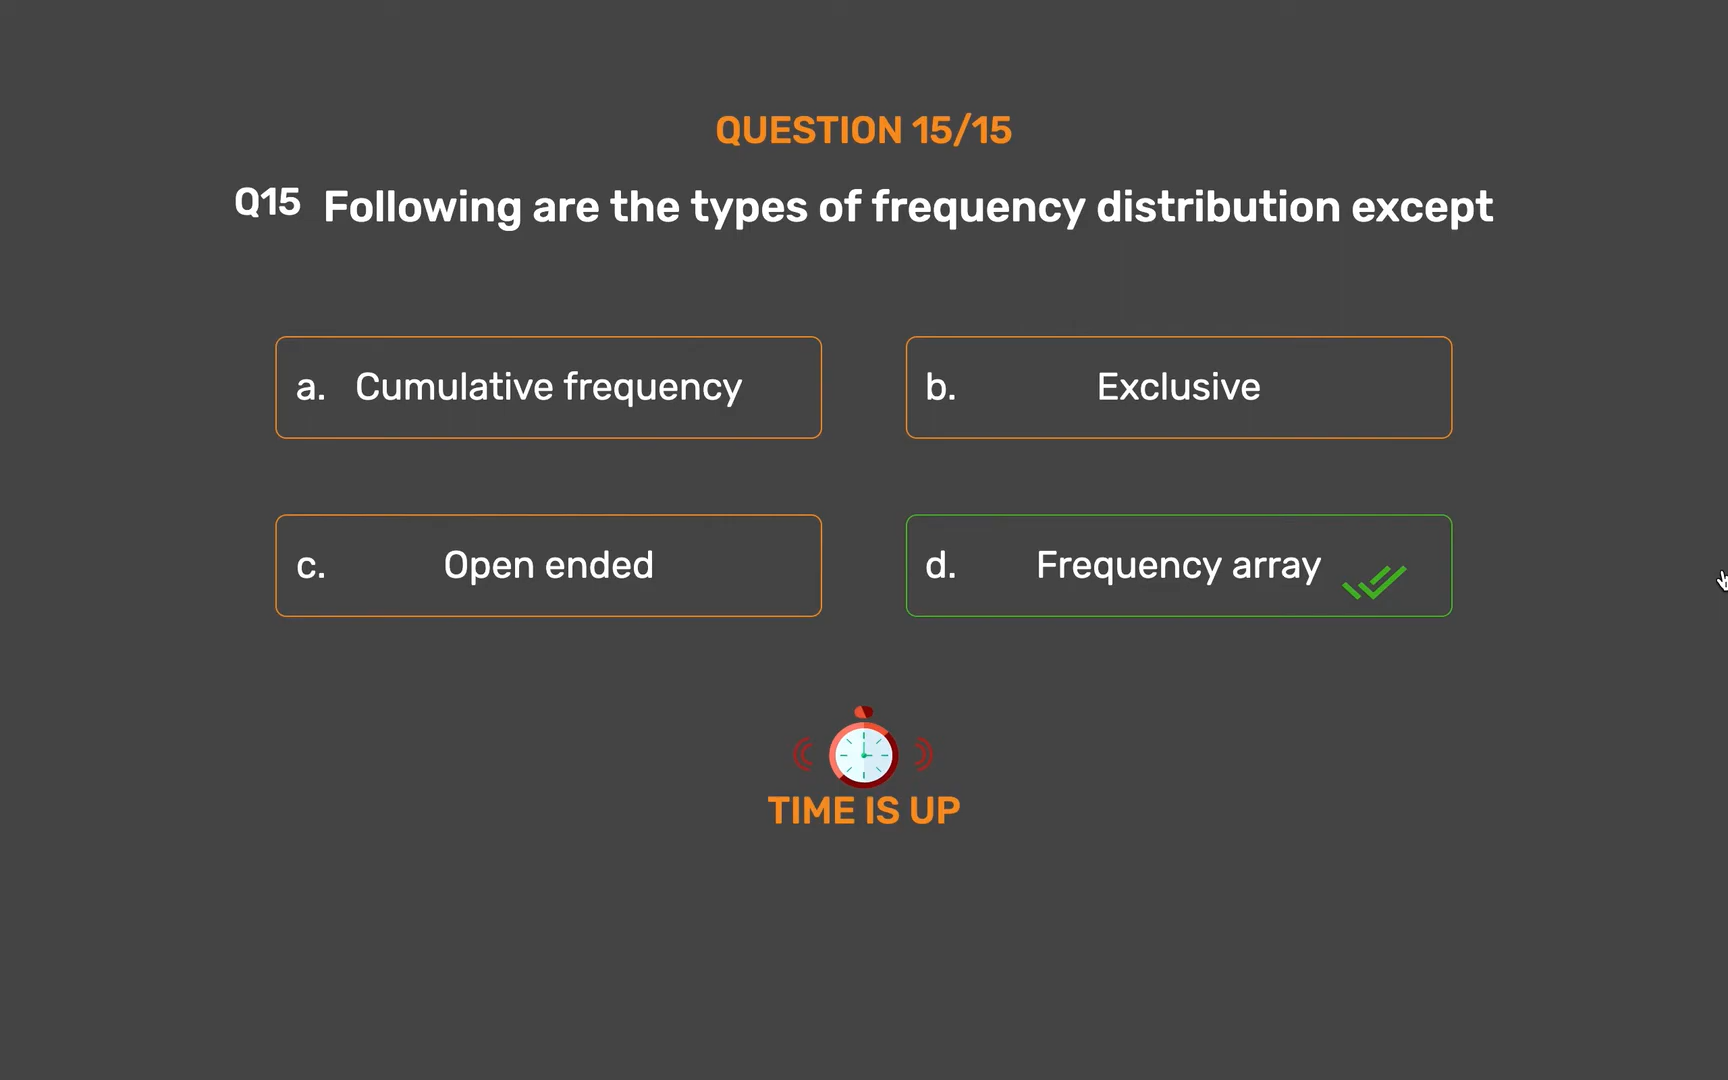 QUESTION 15/15
Q15 Following are the types of frequency distribution except
a. Cumulative frequency
b. Exclusive
c. Open ended
d. Frequency array
TIME IS UP